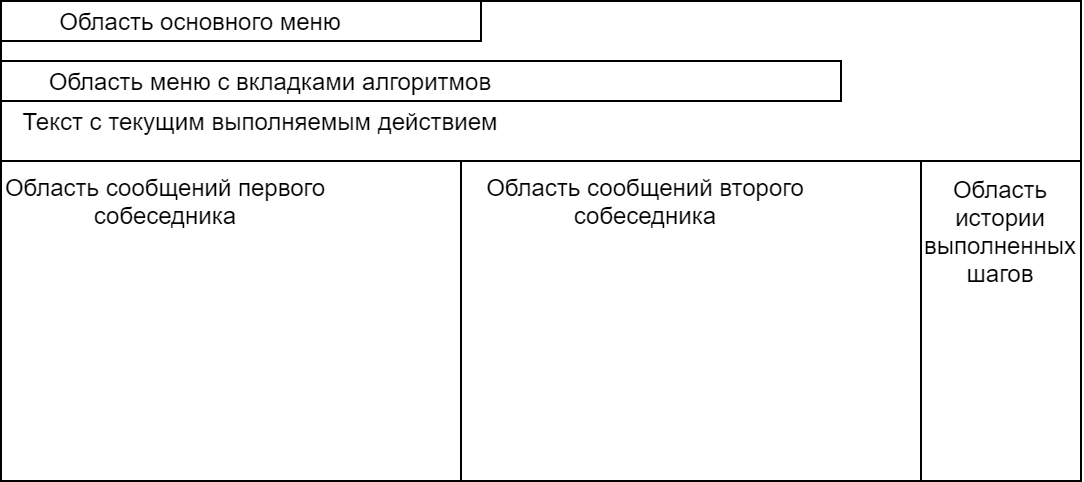 Область основного меню
Область меню с вкладками алгоритмов
Текст с текущим выполняемым действием
Область сообщений первого
собеседника
Область сообщений второго
собеседника
Область
истории
выполненных
шагов